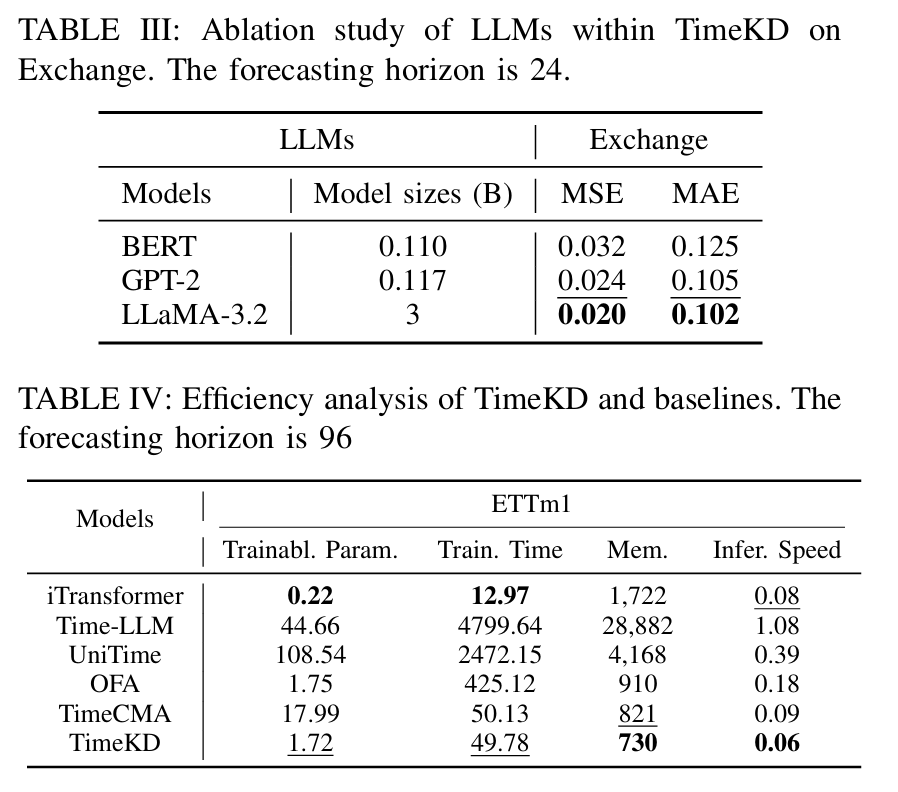 TABLE III: Ablation study of LLMs within TimeKD on
Exchange. The forecasting horizon is 24.
LLMs Exchange
Models Model sizes (B) MSE MAE
BERT 0.110 0.032 0.125
GPT-2 0.117 0.024 0.105
LLaMA-3.2 3 0.020 0.102
TABLE IV: Efficiency analysis of TimeKD and baselines. The
forecasting horizon is 96
Models ETTm1
Trainabl. Param. Train. Time Mem. Infer. Speed
iTransformer 0.22 12.97 1,722 0.08
Time-LLM 44.66 4799.64 28,882 1.08
UniTime 108.54 2472.15 4,168 0.39
OFA 1.75 425.12 910 0.18
TimeCMA 17.99 50.13 821 0.09
TimeKD 1.72 49.78 730 0.06